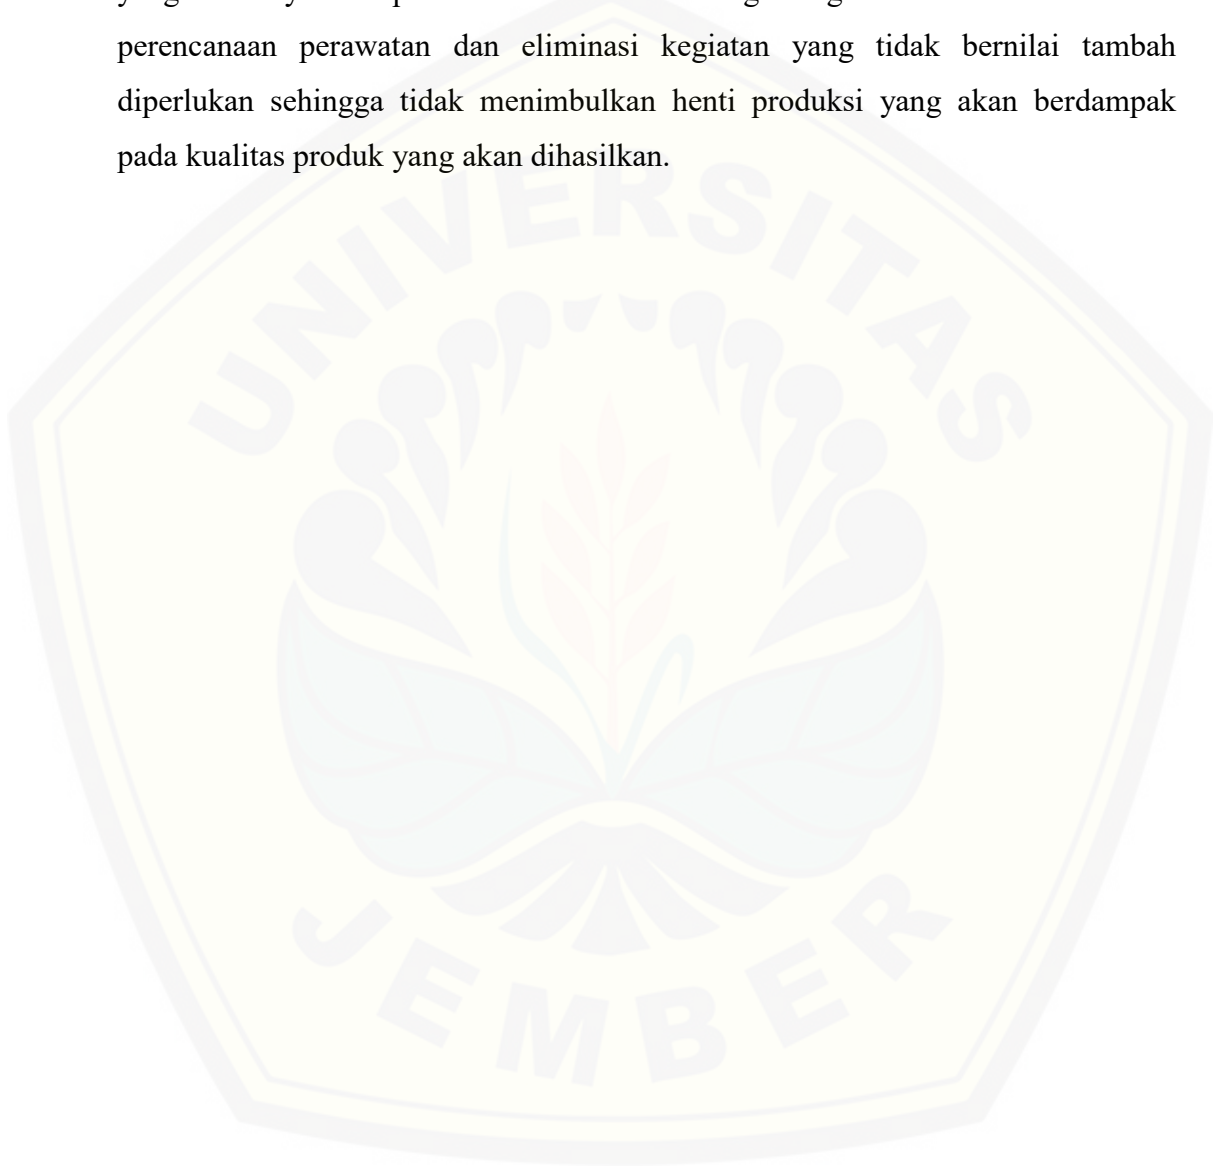 perencanaan perawatan dan eliminasi kegiatan yang tidak bernilai tambah
diperlukan sehingga tidak menimbulkan henti produksi yang akan berdampak
pada kualitas produk yang akan dihasilkan.
UNIVERSITAS
JEMBER